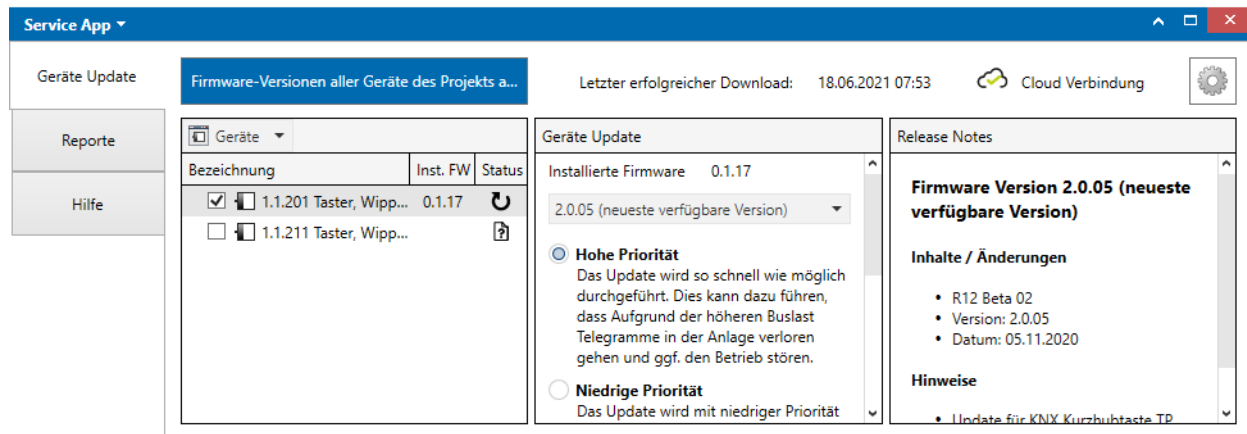 Service App
Geräte Update
Reporte
Hilfe
Firmware-Versionen aller Geräte des Projekts a...
Letzter erfolgreicher Download: 18.06.2021 07:53
Cloud Verbindung
Geräte
Bezeichnung Inst. FW Status
1.1.201 Taster, Wipp... 0.1.17
1.1.211 Taster, Wipp...
Geräte Update
Installierte Firmware 0.1.17
2.0.05 (neueste verfügbare Version)
Hohe Priorität
Das Update wird so schnell wie möglich
durchgeführt. Dies kann dazu führen,
dass Aufgrund der höheren Buslast
Telegramme in der Anlage verloren
gehen und ggf. den Betrieb stören.
Niedrige Priorität
Das Update wird mit niedriger Priorität
Release Notes
Firmware Version 2.0.05 (neueste
verfügbare Version)
Inhalte / Änderungen
• R12 Beta 02
• Version: 2.0.05
• Datum: 05.11.2020
Hinweise
• Update für KNX Kurzhubtaste TP